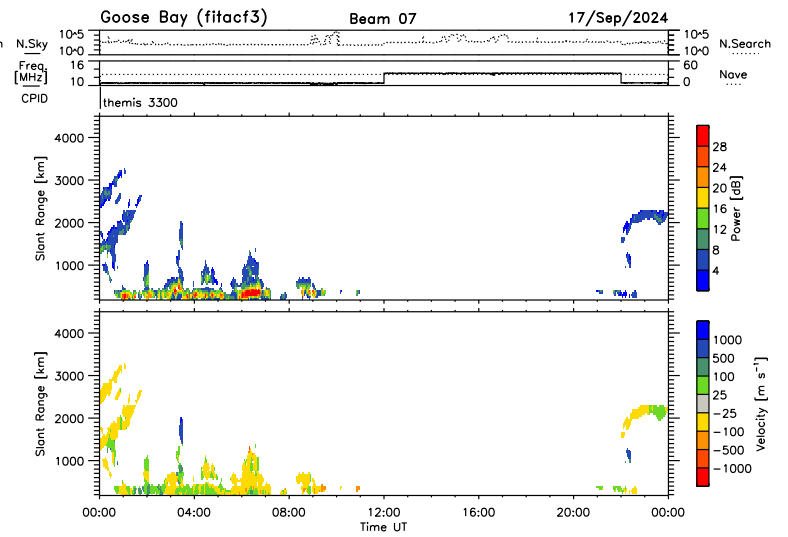 Goose Bay (fitacf3) Beam 07 17/Sep/2024
n N.Sky 10^5 10^0 10^5 10^0 N.Search
Freq. [MHz] 16 10 60 0 Nave
CPID themis 3300
Slant Range [km]
4000
3000
2000
1000
Power [dB]
28
24
20
16
12
8
4
Slant Range [km]
4000
3000
2000
1000
Velocity [m s^-1]
1000
500
100
25
-25
-100
-500
-1000
00:00 04:00 08:00 12:00 16:00 20:00 00:00
Time UT